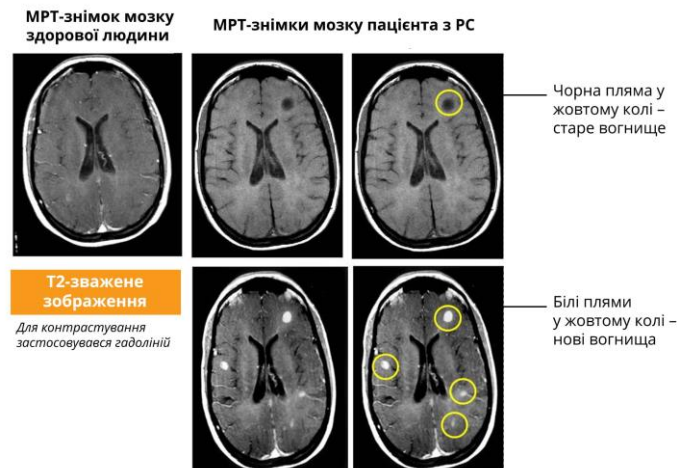 МРТ-знімок мозку
здорової людини
МРТ-знімки мозку пацієнта з РС
Чорна пляма у
жовтому колі –
старе вогнище
Т2-зважене
зображення
Для контрастування
застосовувався гадоліній
Білі плями
у жовтому колі –
нові вогнища